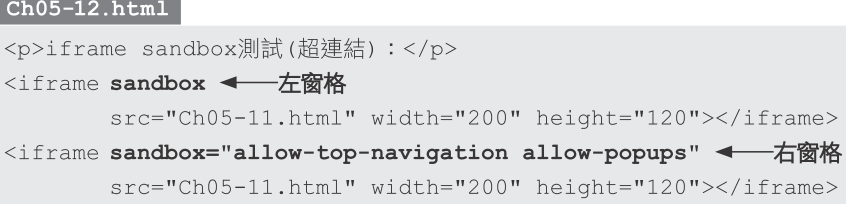 Ch05-12.html
<p>iframe sandbox測試(超連結)：</p>
<iframe sandbox ◄──左窗格
src="Ch05-11.html" width="200" height="120"></iframe>
<iframe sandbox="allow-top-navigation allow-popups" ◄──右窗格
src="Ch05-11.html" width="200" height="120"></iframe>